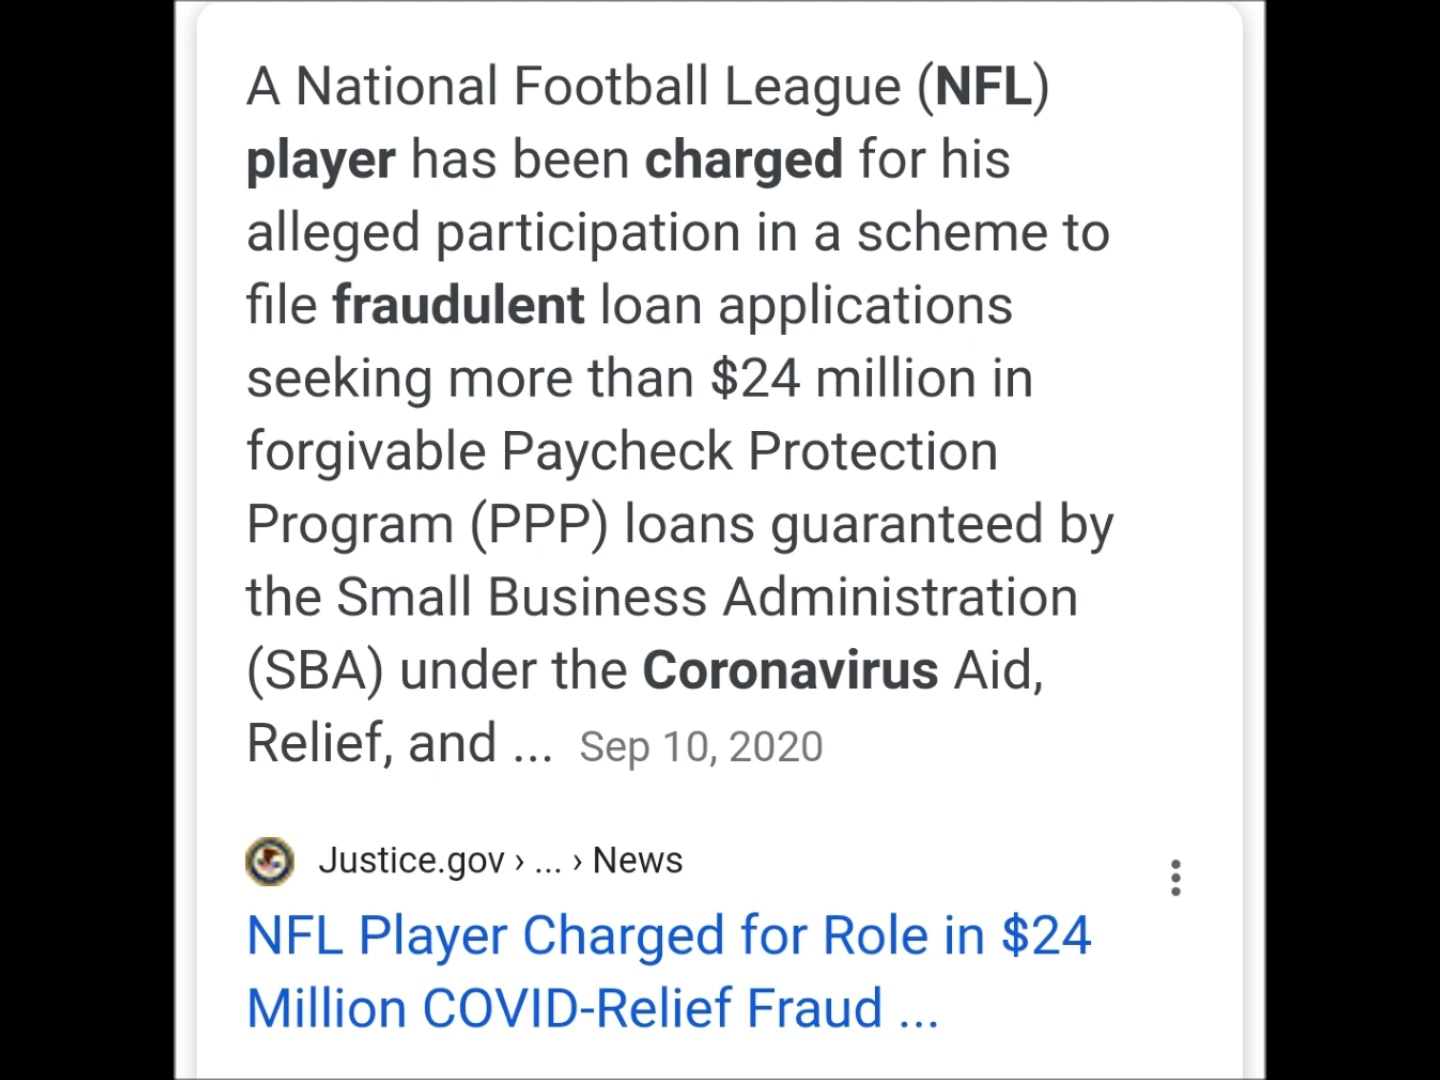 A National Football League (NFL)
player has been charged for his
alleged participation in a scheme to
file fraudulent loan applications
seeking more than $24 million in
forgivable Paycheck Protection
Program (PPP) loans guaranteed by
the Small Business Administration
(SBA) under the Coronavirus Aid,
Relief, and ... Sep 10, 2020
Justice.gov › ... › News
NFL Player Charged for Role in $24
Million COVID-Relief Fraud ...